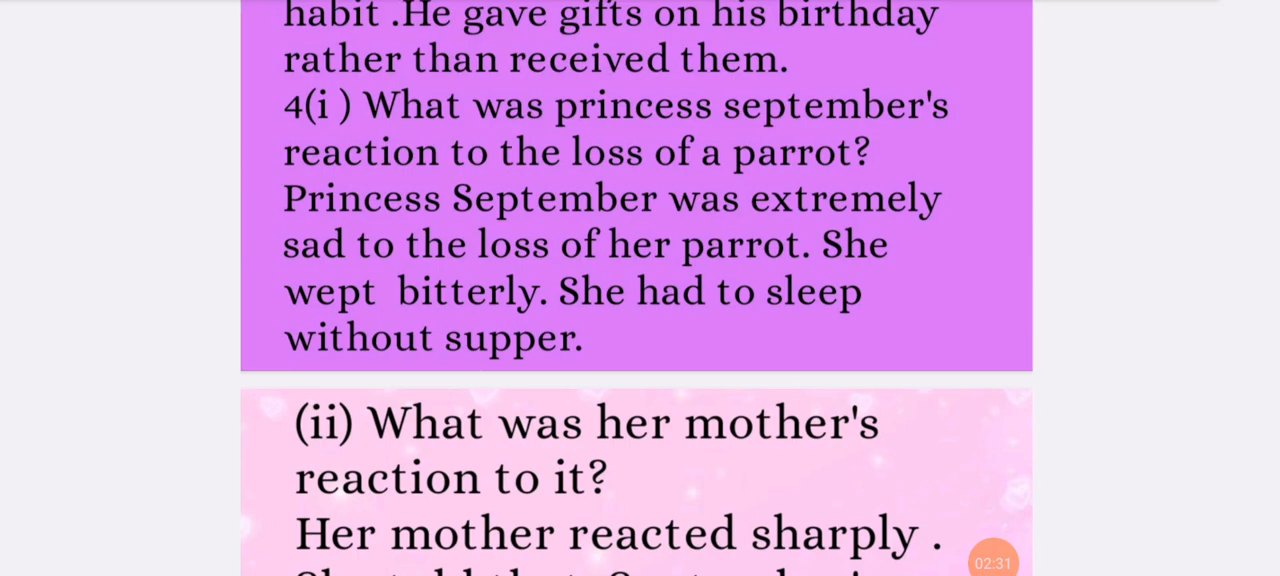 habit .He gave gifts on his birthday
rather than received them.
4(i ) What was princess september's
reaction to the loss of a parrot?
Princess September was extremely
sad to the loss of her parrot. She
wept  bitterly. She had to sleep
without supper.
(ii) What was her mother's
reaction to it?
Her mother reacted sharply .
02:31